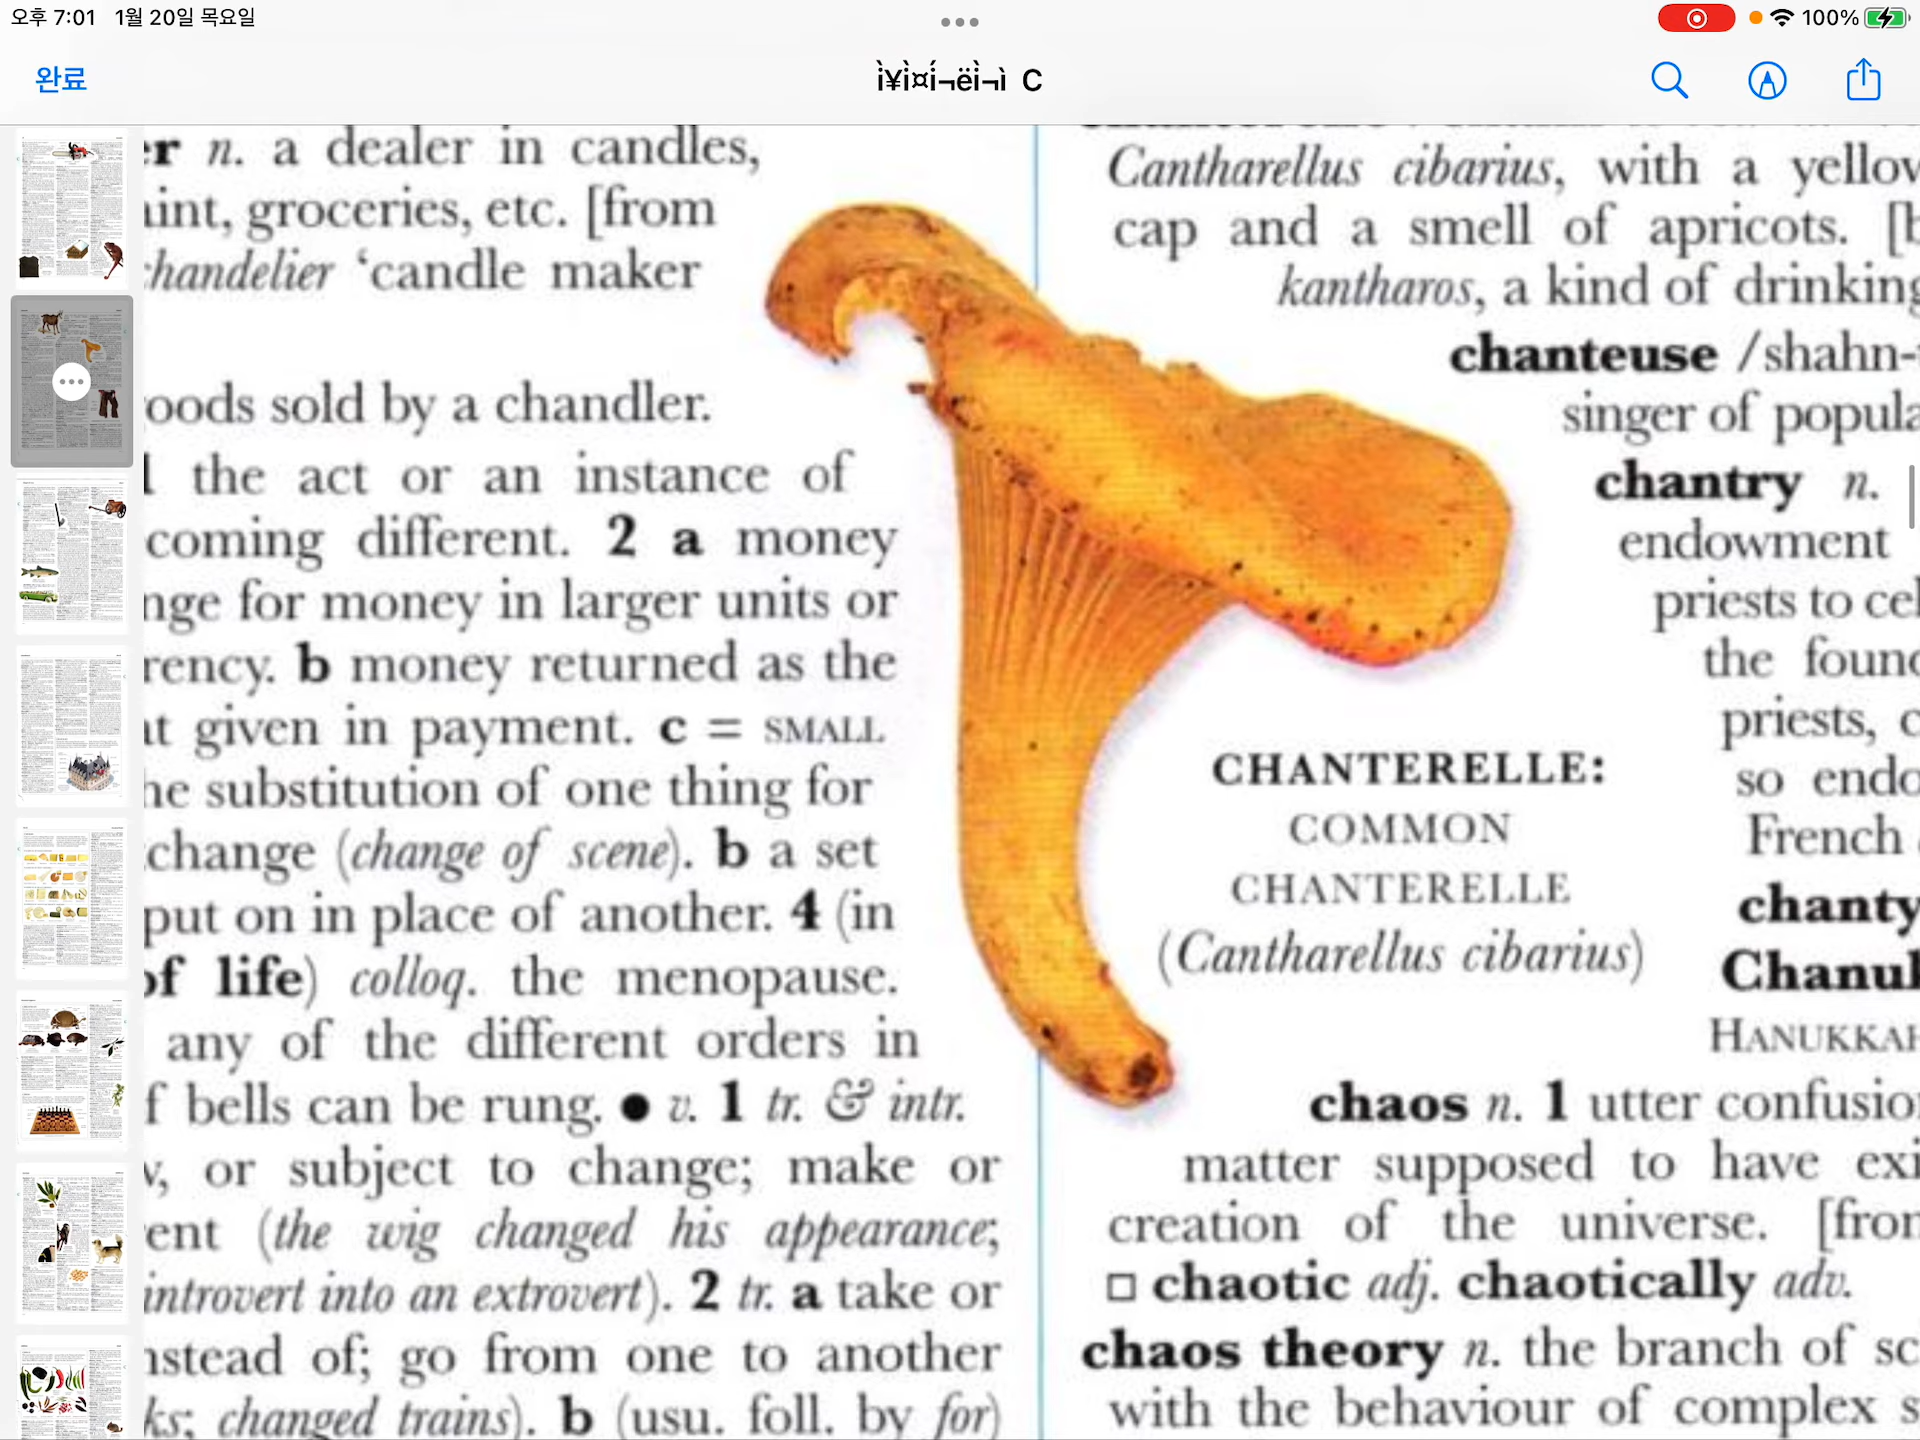 오후 7:01 1월 20일 목요일
100%
완료
C
n. a dealer in candles,
groceries, etc. [from
chandelier ‘candle maker
sold by a chandler.
the act or an instance of
coming different. 2 a money
for money in larger units or
b money returned as the
given in payment. c = SMALL
substitution of one thing for
change (change of scene). b a set
put on in place of another. 4 (in
of life) colloq. the menopause.
any of the different orders in
bells can be rung. ● v. 1 tr. & intr.
or subject to change; make or
(the wig changed his appearance;
introvert into an extrovert). 2 tr. a take or
of; go from one to another
changed trains). b (usu. foll. by for)
CHANTERELLE:
COMMON
CHANTERELLE
(Cantharellus cibarius)
Cantharellus cibarius, with a
cap and a smell of apricots.
kantharos, a kind of drinking
chanteuse /shahn-
singer of
chantry n.
endowment
priests to
the
priests,
so
French
chanty
chaos n. 1 utter
matter supposed to have
creation of the universe.
□ chaotic adj. chaotically adv.
chaos theory n. the branch of
with the behaviour of complex